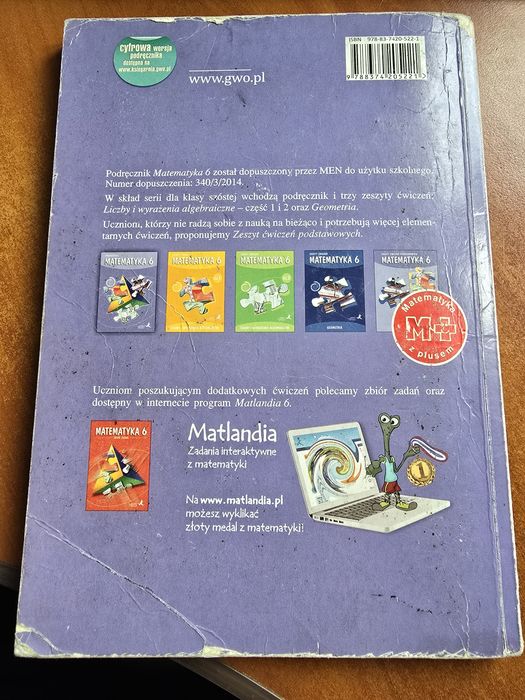 cyfrowa wersja
podręcznika
dostępna na
www.ksiegarnia.gwo.pl
ISBN 978-83-7420-522-1
9 788374 205221
www.gwo.pl
Podręcznik Matematyka 6 został dopuszczony przez MEN do użytku szkolnego.
Numer dopuszczenia: 340/3/2014.
W skład serii dla klasy szóstej wchodzą podręcznik i trzy zeszyty ćwiczeń:
Liczby i wyrażenia algebraiczne – część 1 i 2 oraz Geometria.
Uczniom, którzy nie radzą sobie z nauką na bieżąco i potrzebują więcej elemen-
tarnych ćwiczeń, proponujemy Zeszyt ćwiczeń podstawowych.
MATEMATYKA 6
MATEMATYKA 6
MATEMATYKA 6
MATEMATYKA 6
GEOMETRIA
MATEMATYKA 6
Matematyka
M+
z plusem
Uczniom poszukującym dodatkowych ćwiczeń polecamy zbiór zadań oraz
dostępny w internecie program Matlandia 6.
MATEMATYKA 6
Matlandia
Zadania interaktywne
z matematyki
Na www.matlandia.pl
możesz wyklikać
złoty medal z matematyki!
1